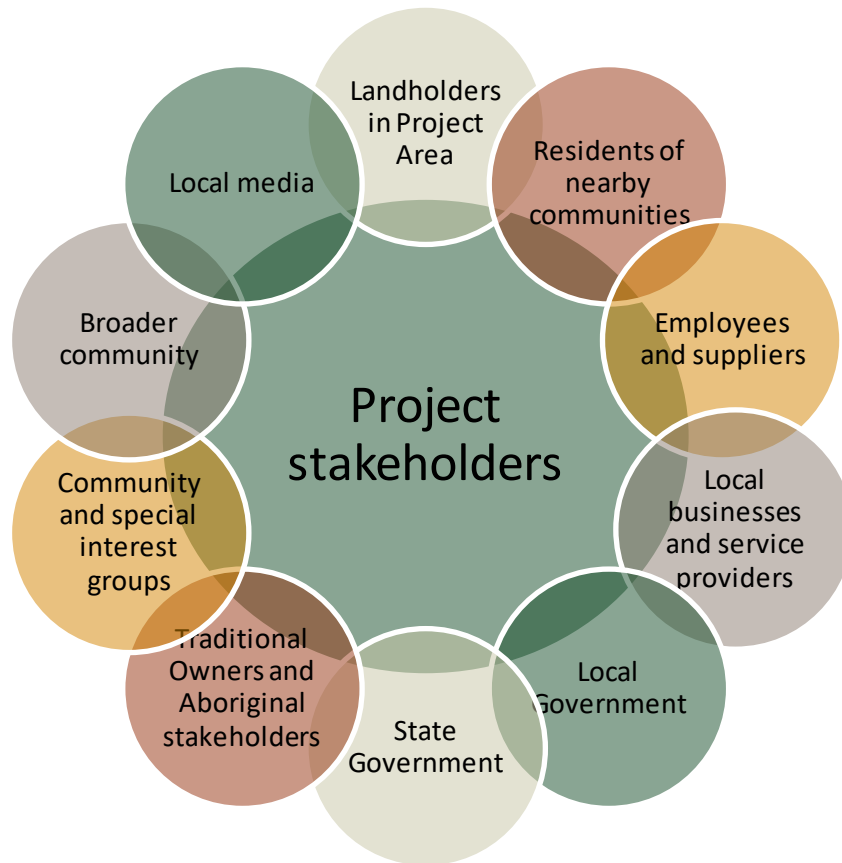 Landholders
in Project
Area
Residents of
nearby
communities
Employees
and suppliers
Local
businesses
and service
providers
Local
Government
State
Government
Traditional
Owners and
Aboriginal
stakeholders
Community
and special
interest
groups
Broader
community
Local media
Project
stakeholders